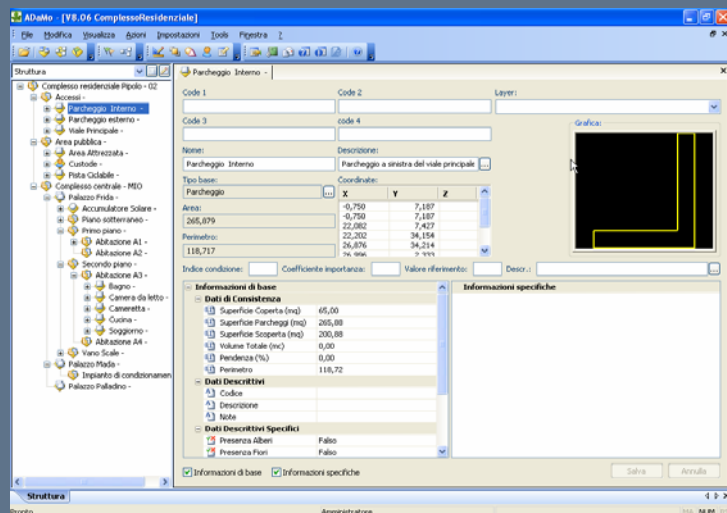 ADaMo - [V8.06 ComplessoResidenziale]
File Modifica Visualizza Azioni Impostazioni Tools Finestra ?
Struttura
Complesso residenziale Pipolo - 02
Accessi -
Parcheggio Interno -
Parcheggio esterno -
Viale Principale -
Area pubblica -
Area Attrezzata -
Custode -
Pista Ciclabile -
Complesso centrale - MIO
Palazzo Frida -
Accumulatore Solare -
Piano sotterraneo -
Primo piano -
Abitazione A1 -
Abitazione A2 -
Secondo piano -
Abitazione A3 -
Bagno -
Camera da letto -
Cameretta -
Cucina -
Soggiorno -
Abitazione A4 -
Vano Scale -
Palazzo Mada -
Impianto di condizionamen
Palazzo Palladino -
Struttura
Parcheggio Interno -
Code 1 Code 2 Layer:
Code 3 code 4
Grafica:
Nome: Descrizione:
Parcheggio Interno Parcheggio a sinistra del viale principale ...
Tipo base: Coordinate:
Parcheggio ... X Y Z
-0,750 7,187
-0,750 7,187
22,082 7,427
22,202 34,154
26,876 34,214
26,996 2,333
Area:
265,879
Perimetro:
118,717
Indice condizione: Coefficiente importanza: Valore riferimento: Descr.: ...
Informazioni di base Informazioni specifiche
Dati di Consistenza
Superficie Coperta (mq) 65,00
Superficie Parcheggi (mq) 265,88
Superficie Scoperta (mq) 200,88
Volume Totale (mc) 0,00
Pendenza (%) 0,00
Perimetro 118,72
Dati Descrittivi
Codice
Descrizione
Note
Dati Descrittivi Specifici
Presenza Alberi Falso
Presenza Fiori Falso
Informazioni di base Informazioni specifiche Salva Annulla
Pronto Amministratore NUM